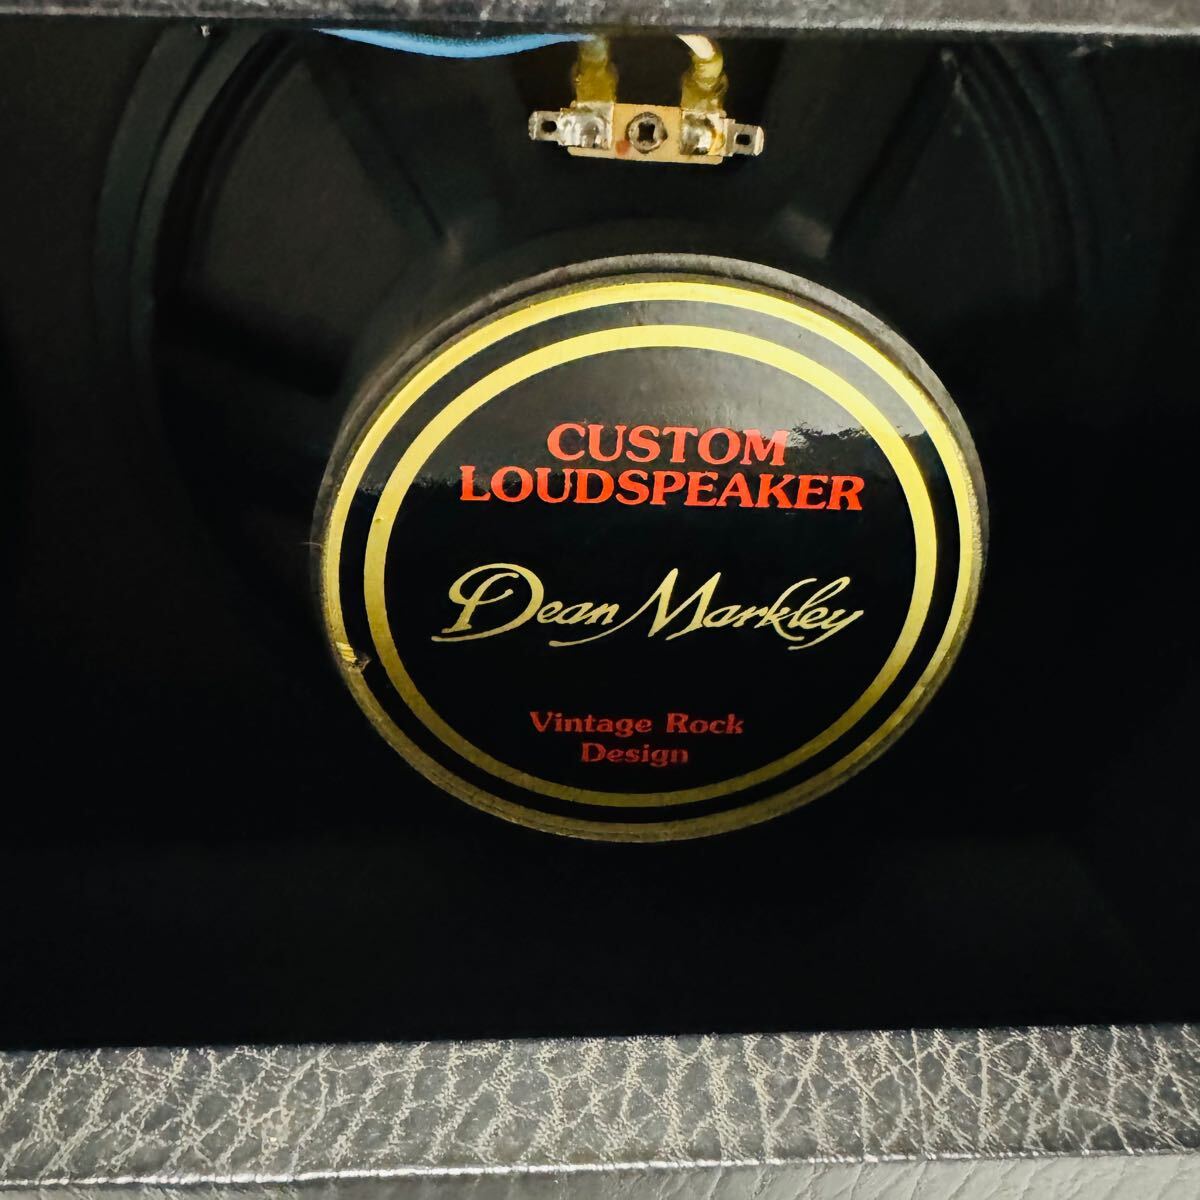 CUSTOM
LOUDSPEAKER
Dean Markley
Vintage Rock
Design